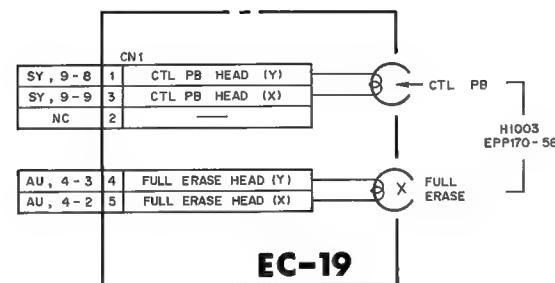 CN1
SY, 9-8 1 CTL PB HEAD (Y)
SY, 9-9 3 CTL PB HEAD (X)
NC 2 —
CTL PB
H1003
EPP170-56
AU, 4-3 4 FULL ERASE HEAD (Y)
AU, 4-2 5 FULL ERASE HEAD (X)
X FULL
ERASE
EC-19